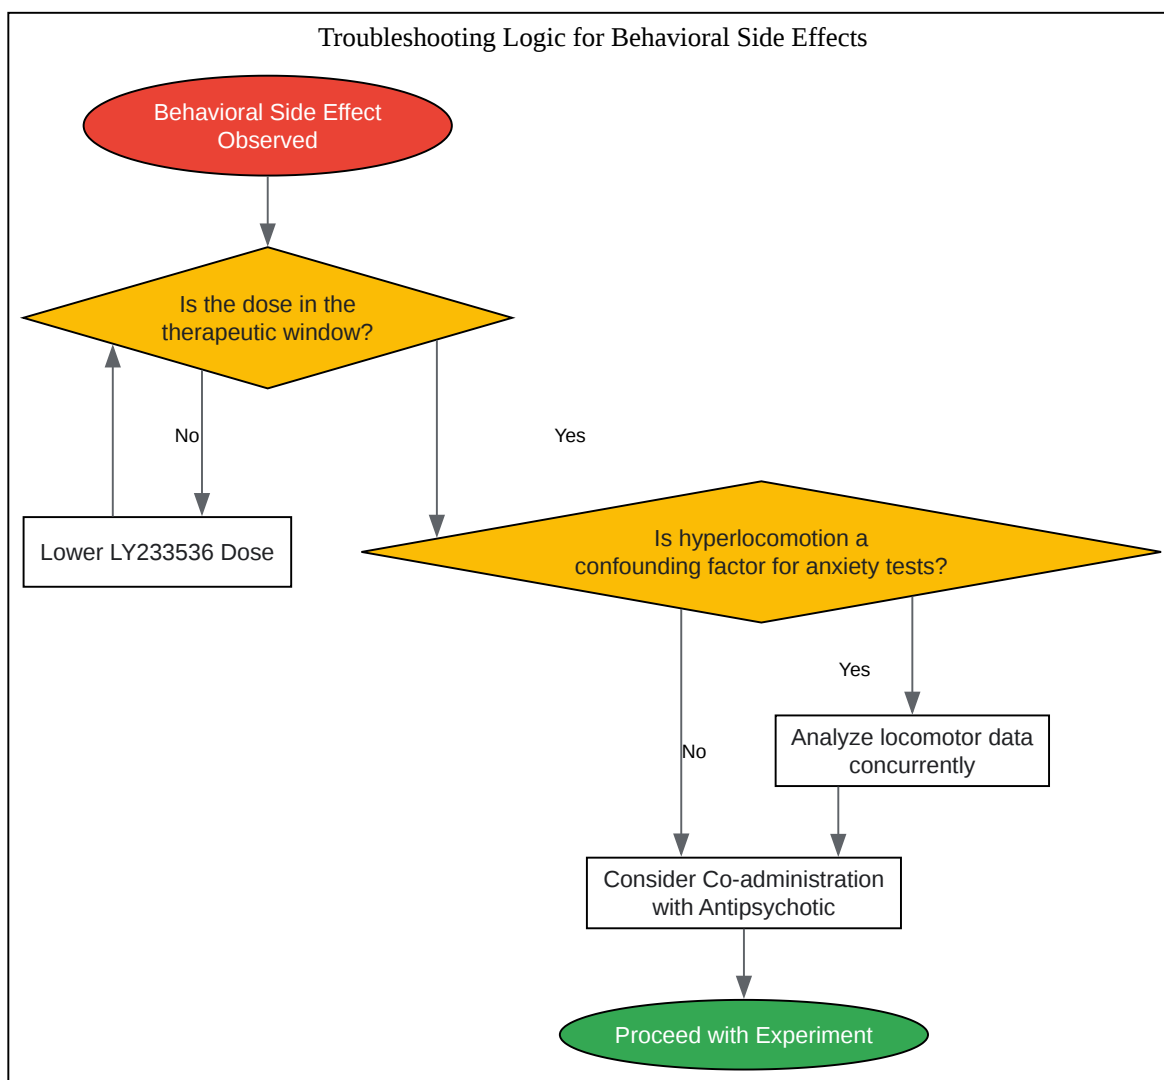 Troubleshooting Logic for Behavioral Side Effects
Behavioral Side Effect
Observed
Is the dose in the
therapeutic window?
No
Yes
Lower LY233536 Dose
Is hyperlocomotion a
confounding factor for anxiety tests?
Yes
No
Analyze locomotor data
concurrently
Consider Co-administration
with Antipsychotic
Proceed with Experiment